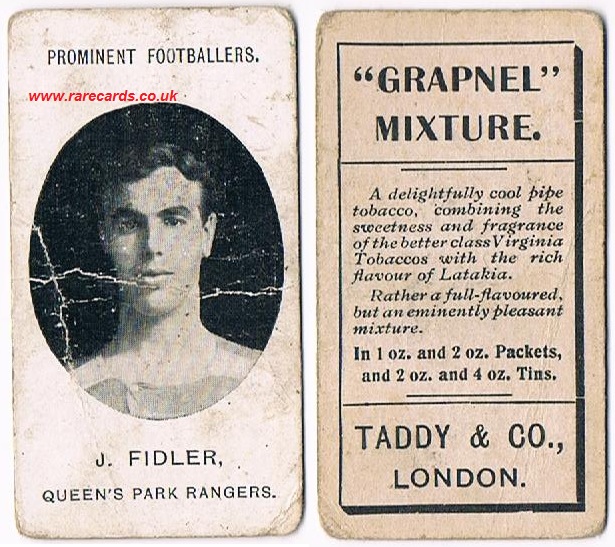 PROMINENT FOOTBALLERS.
www.rarecards.co.uk
J. FIDLER,
QUEEN'S PARK RANGERS.
"GRAPNEL"
MIXTURE.
A delightfully cool pipe
tobacco, combining the
sweetness and fragrance
of the better class Virginia
Tobaccos with the rich
flavour of Latakia.
Rather a full-flavoured,
but an eminently pleasant
mixture.
In 1 oz. and 2 oz. Packets,
and 2 oz. and 4 oz. Tins.
TADDY & CO.,
LONDON.